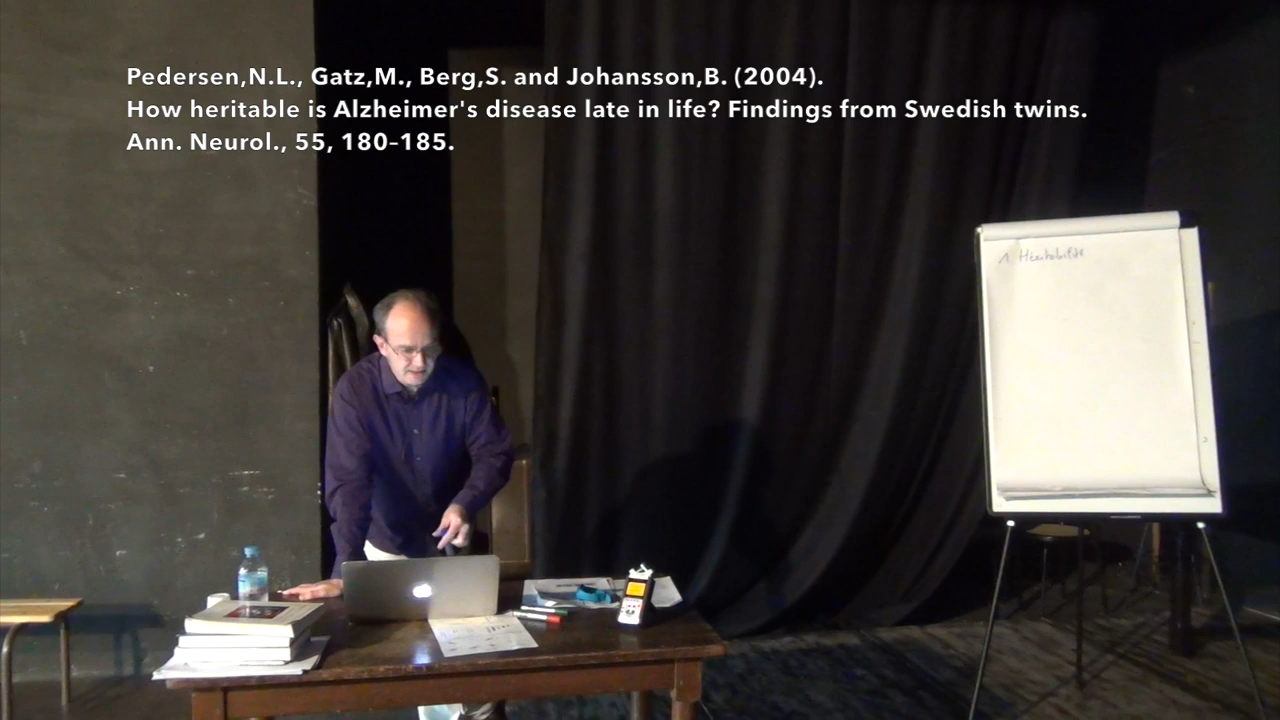 Pedersen,N.L., Gatz,M., Berg,S. and Johansson,B. (2004).
How heritable is Alzheimer's disease late in life? Findings from Swedish twins.
Ann. Neurol., 55, 180–185.
1.